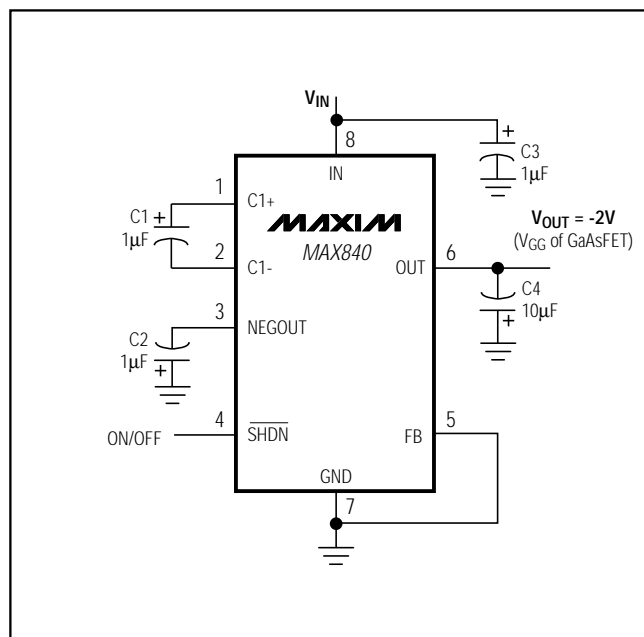 VIN
8
IN
C3
1µF
1
C1+
C1
1µF
MAXIM
MAX840
2
C1-
VOUT = -2V
(VGG of GaAsFET)
6
OUT
C4
10µF
3
NEGOUT
C2
1µF
4
ON/OFF
SHDN
5
FB
GND
7